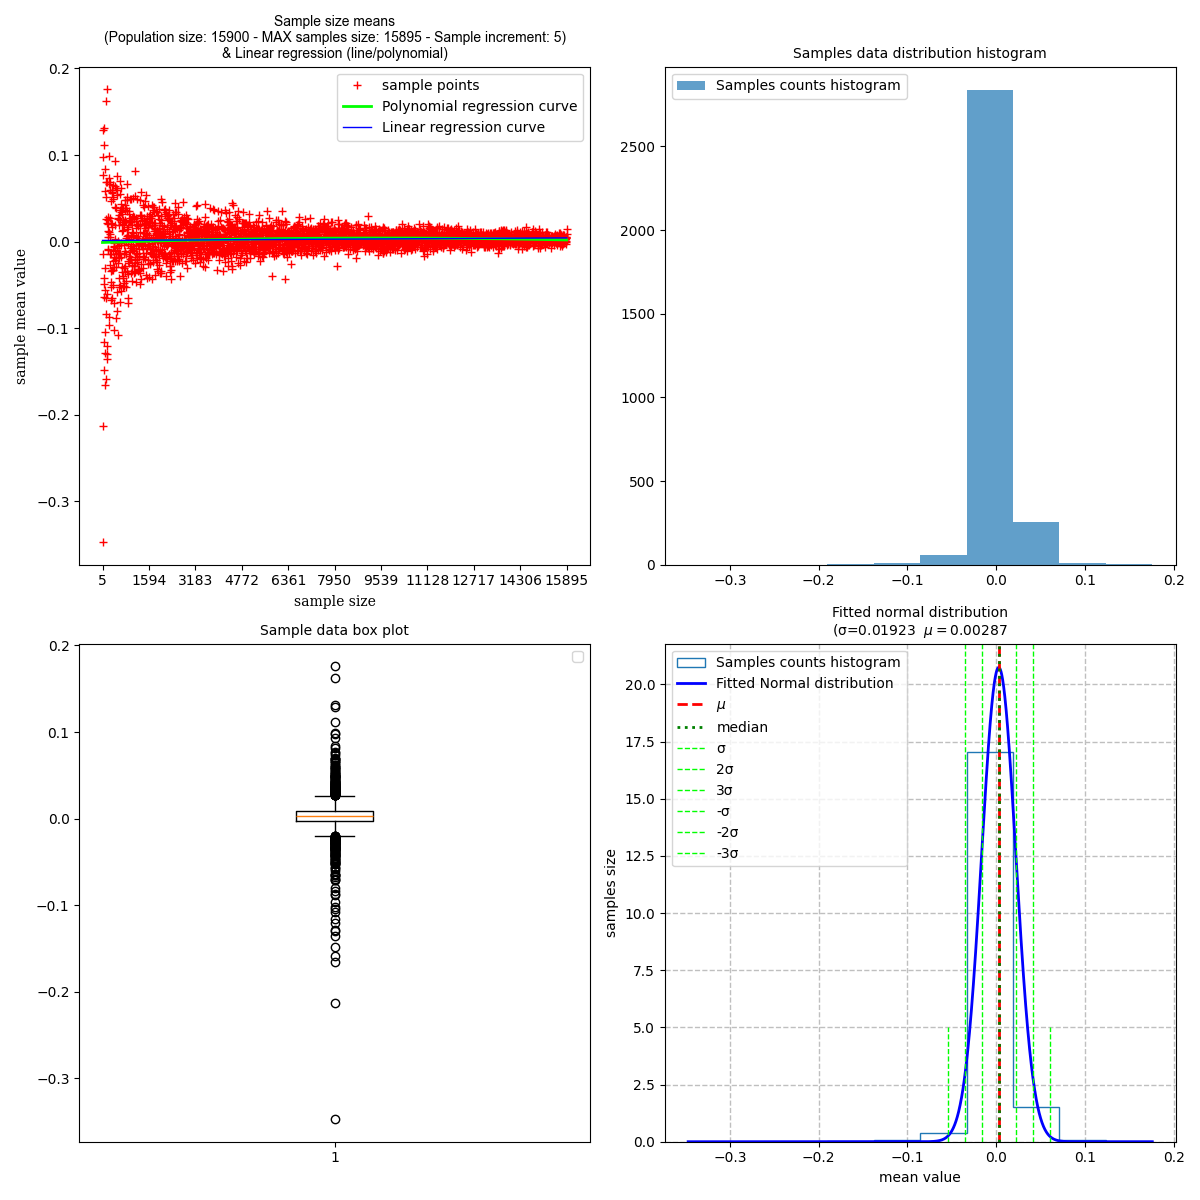 Sample size means
(Population size: 15900 - MAX samples size: 15895 - Sample increment: 5)
& Linear regression (line/polynomial)
sample points
Polynomial regression curve
Linear regression curve
0.2
0.1
0.0
−0.1
−0.2
−0.3
sample mean value
5 1594 3183 4772 6361 7950 9539 11128 12717 14306 15895
sample size
Samples data distribution histogram
Samples counts histogram
2500
2000
1500
1000
500
0
−0.3 −0.2 −0.1 0.0 0.1 0.2
Sample data box plot
0.2
0.1
0.0
−0.1
−0.2
−0.3
1
Fitted normal distribution
(σ=0.01923 μ = 0.00287
Samples counts histogram
Fitted Normal distribution
μ
median
σ
2σ
3σ
-σ
-2σ
-3σ
20.0
17.5
15.0
12.5
10.0
7.5
5.0
2.5
0.0
samples size
−0.3 −0.2 −0.1 0.0 0.1 0.2
mean value